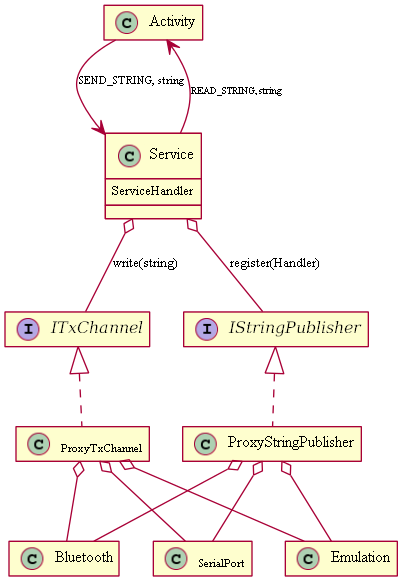 C Activity
SEND_STRING, string
READ_STRING, string
C Service
ServiceHandler
write(string)
register(Handler)
I ITxChannel
I IStringPublisher
C ProxyTxChannel
C ProxyStringPublisher
C Bluetooth
C SerialPort
C Emulation